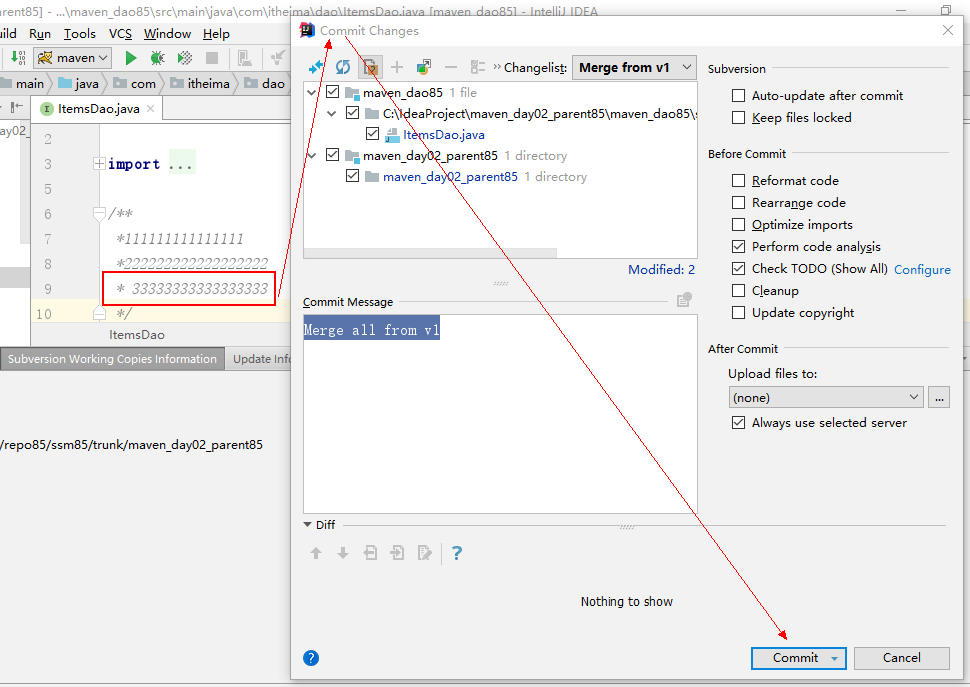 parent85] - ...\maven_dao85\src\main\java\com\itheima\dao\ItemsDao.java [maven_dao85] - IntelliJ IDEA
uild Run Tools VCS Window Help
maven
main java com itheima dao
ItemsDao.java
ay02_
2
3 import ...
5
6 /**
7 *111111111111111
8 *2222222222222222222
9 * 33333333333333333
10 */
ItemsDao
Subversion Working Copies Information Update Info
/repo85/ssm85/trunk/maven_day02_parent85
Commit Changes
Changelist: Merge from v1
maven_dao85 1 file
C:\IdeaProject\maven_day02_parent85\maven_dao85\s
ItemsDao.java
maven_day02_parent85 1 directory
maven_day02_parent85 1 directory
Modified: 2
Commit Message
Merge all from v1
Diff
?
Nothing to show
Subversion
Auto-update after commit
Keep files locked
Before Commit
Reformat code
Rearrange code
Optimize imports
Perform code analysis
Check TODO (Show All) Configure
Cleanup
Update copyright
After Commit
Upload files to:
(none) ...
Always use selected server
? Commit Cancel